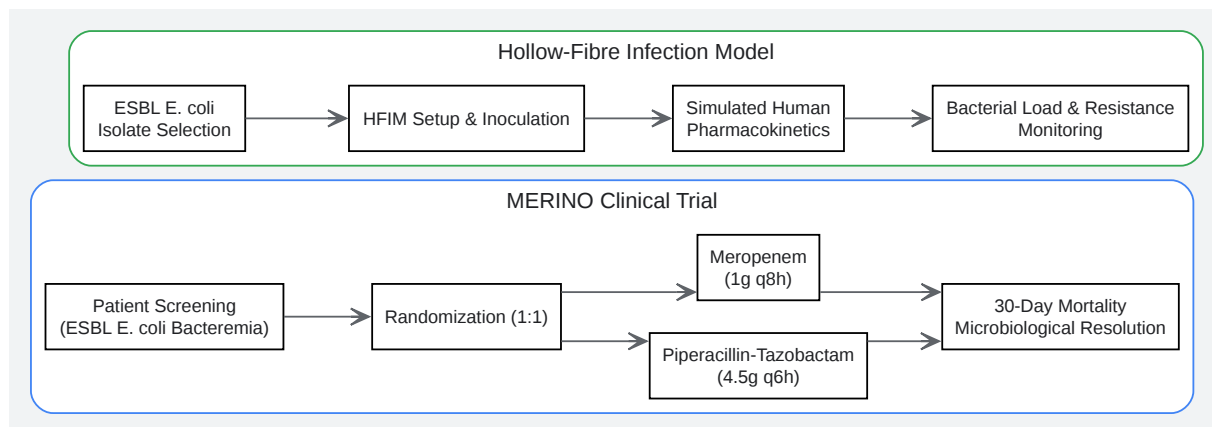 Hollow-Fibre Infection Model
ESBL E. coli
Isolate Selection
HFIM Setup & Inoculation
Simulated Human
Pharmacokinetics
Bacterial Load & Resistance
Monitoring
MERINO Clinical Trial
Patient Screening
(ESBL E. coli Bacteremia)
Randomization (1:1)
Meropenem
(1g q8h)
Piperacillin-Tazobactam
(4.5g q6h)
30-Day Mortality
Microbiological Resolution